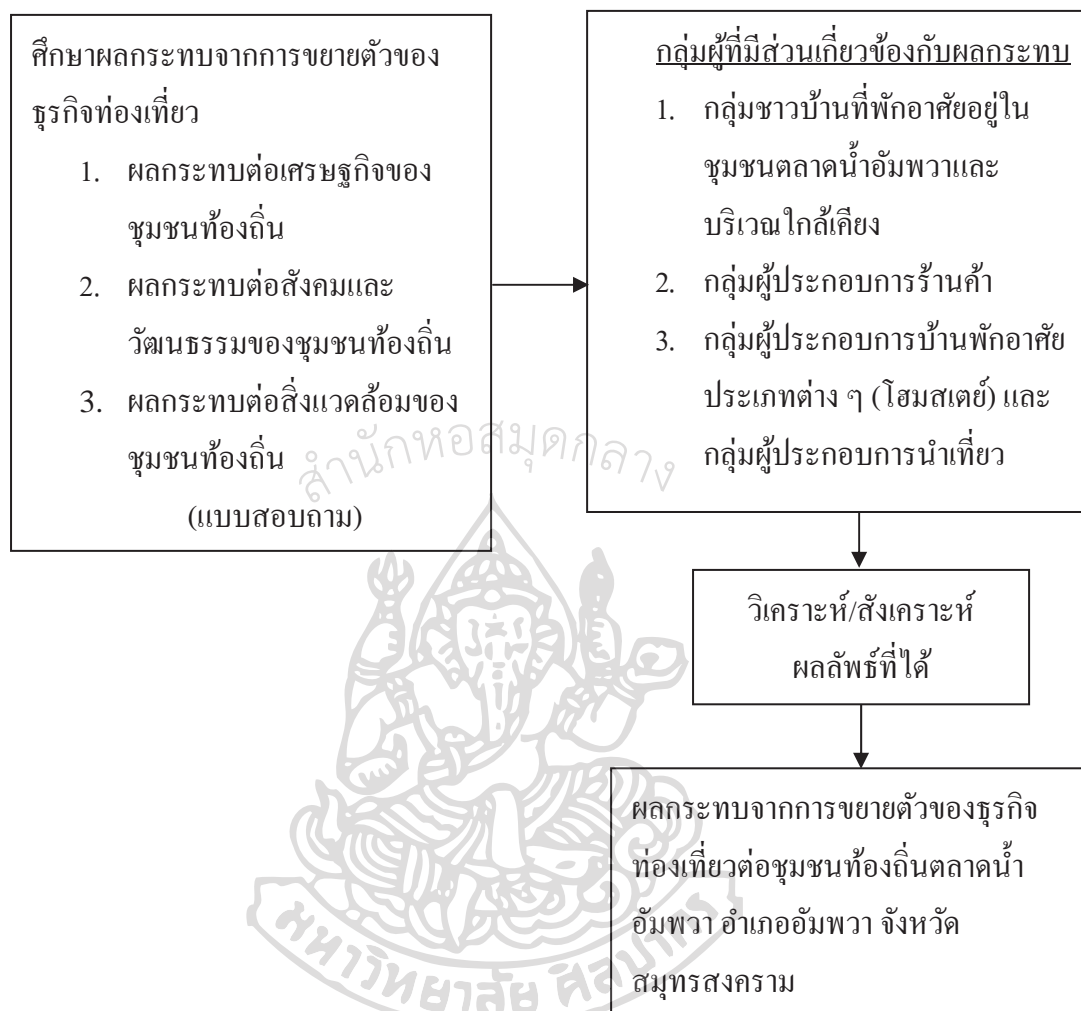 ศึกษาผลกระทบจากการขยายตัวของ
ธุรกิจท่องเที่ยว
1. ผลกระทบต่อเศรษฐกิจของ
ชุมชนท้องถิ่น
2. ผลกระทบต่อสังคมและ
วัฒนธรรมของชุมชนท้องถิ่น
3. ผลกระทบต่อสิ่งแวดล้อมของ
ชุมชนท้องถิ่น
(แบบสอบถาม)
กลุ่มผู้ที่มีส่วนเกี่ยวข้องกับผลกระทบ
1. กลุ่มชาวบ้านที่พักอาศัยอยู่ใน
ชุมชนตลาดน้ำอัมพวาและ
บริเวณใกล้เคียง
2. กลุ่มผู้ประกอบการร้านค้า
3. กลุ่มผู้ประกอบการบ้านพักอาศัย
ประเภทต่าง ๆ (โฮมสเตย์) และ
กลุ่มผู้ประกอบการนำเที่ยว
วิเคราะห์/สังเคราะห์
ผลลัพธ์ที่ได้
ผลกระทบจากการขยายตัวของธุรกิจ
ท่องเที่ยวต่อชุมชนท้องถิ่นตลาดน้ำ
อัมพวา อำเภออัมพวา จังหวัด
สมุทรสงคราม
สำนักหอสมุดกลาง
มหาวิทยาลัย ศิลปากร